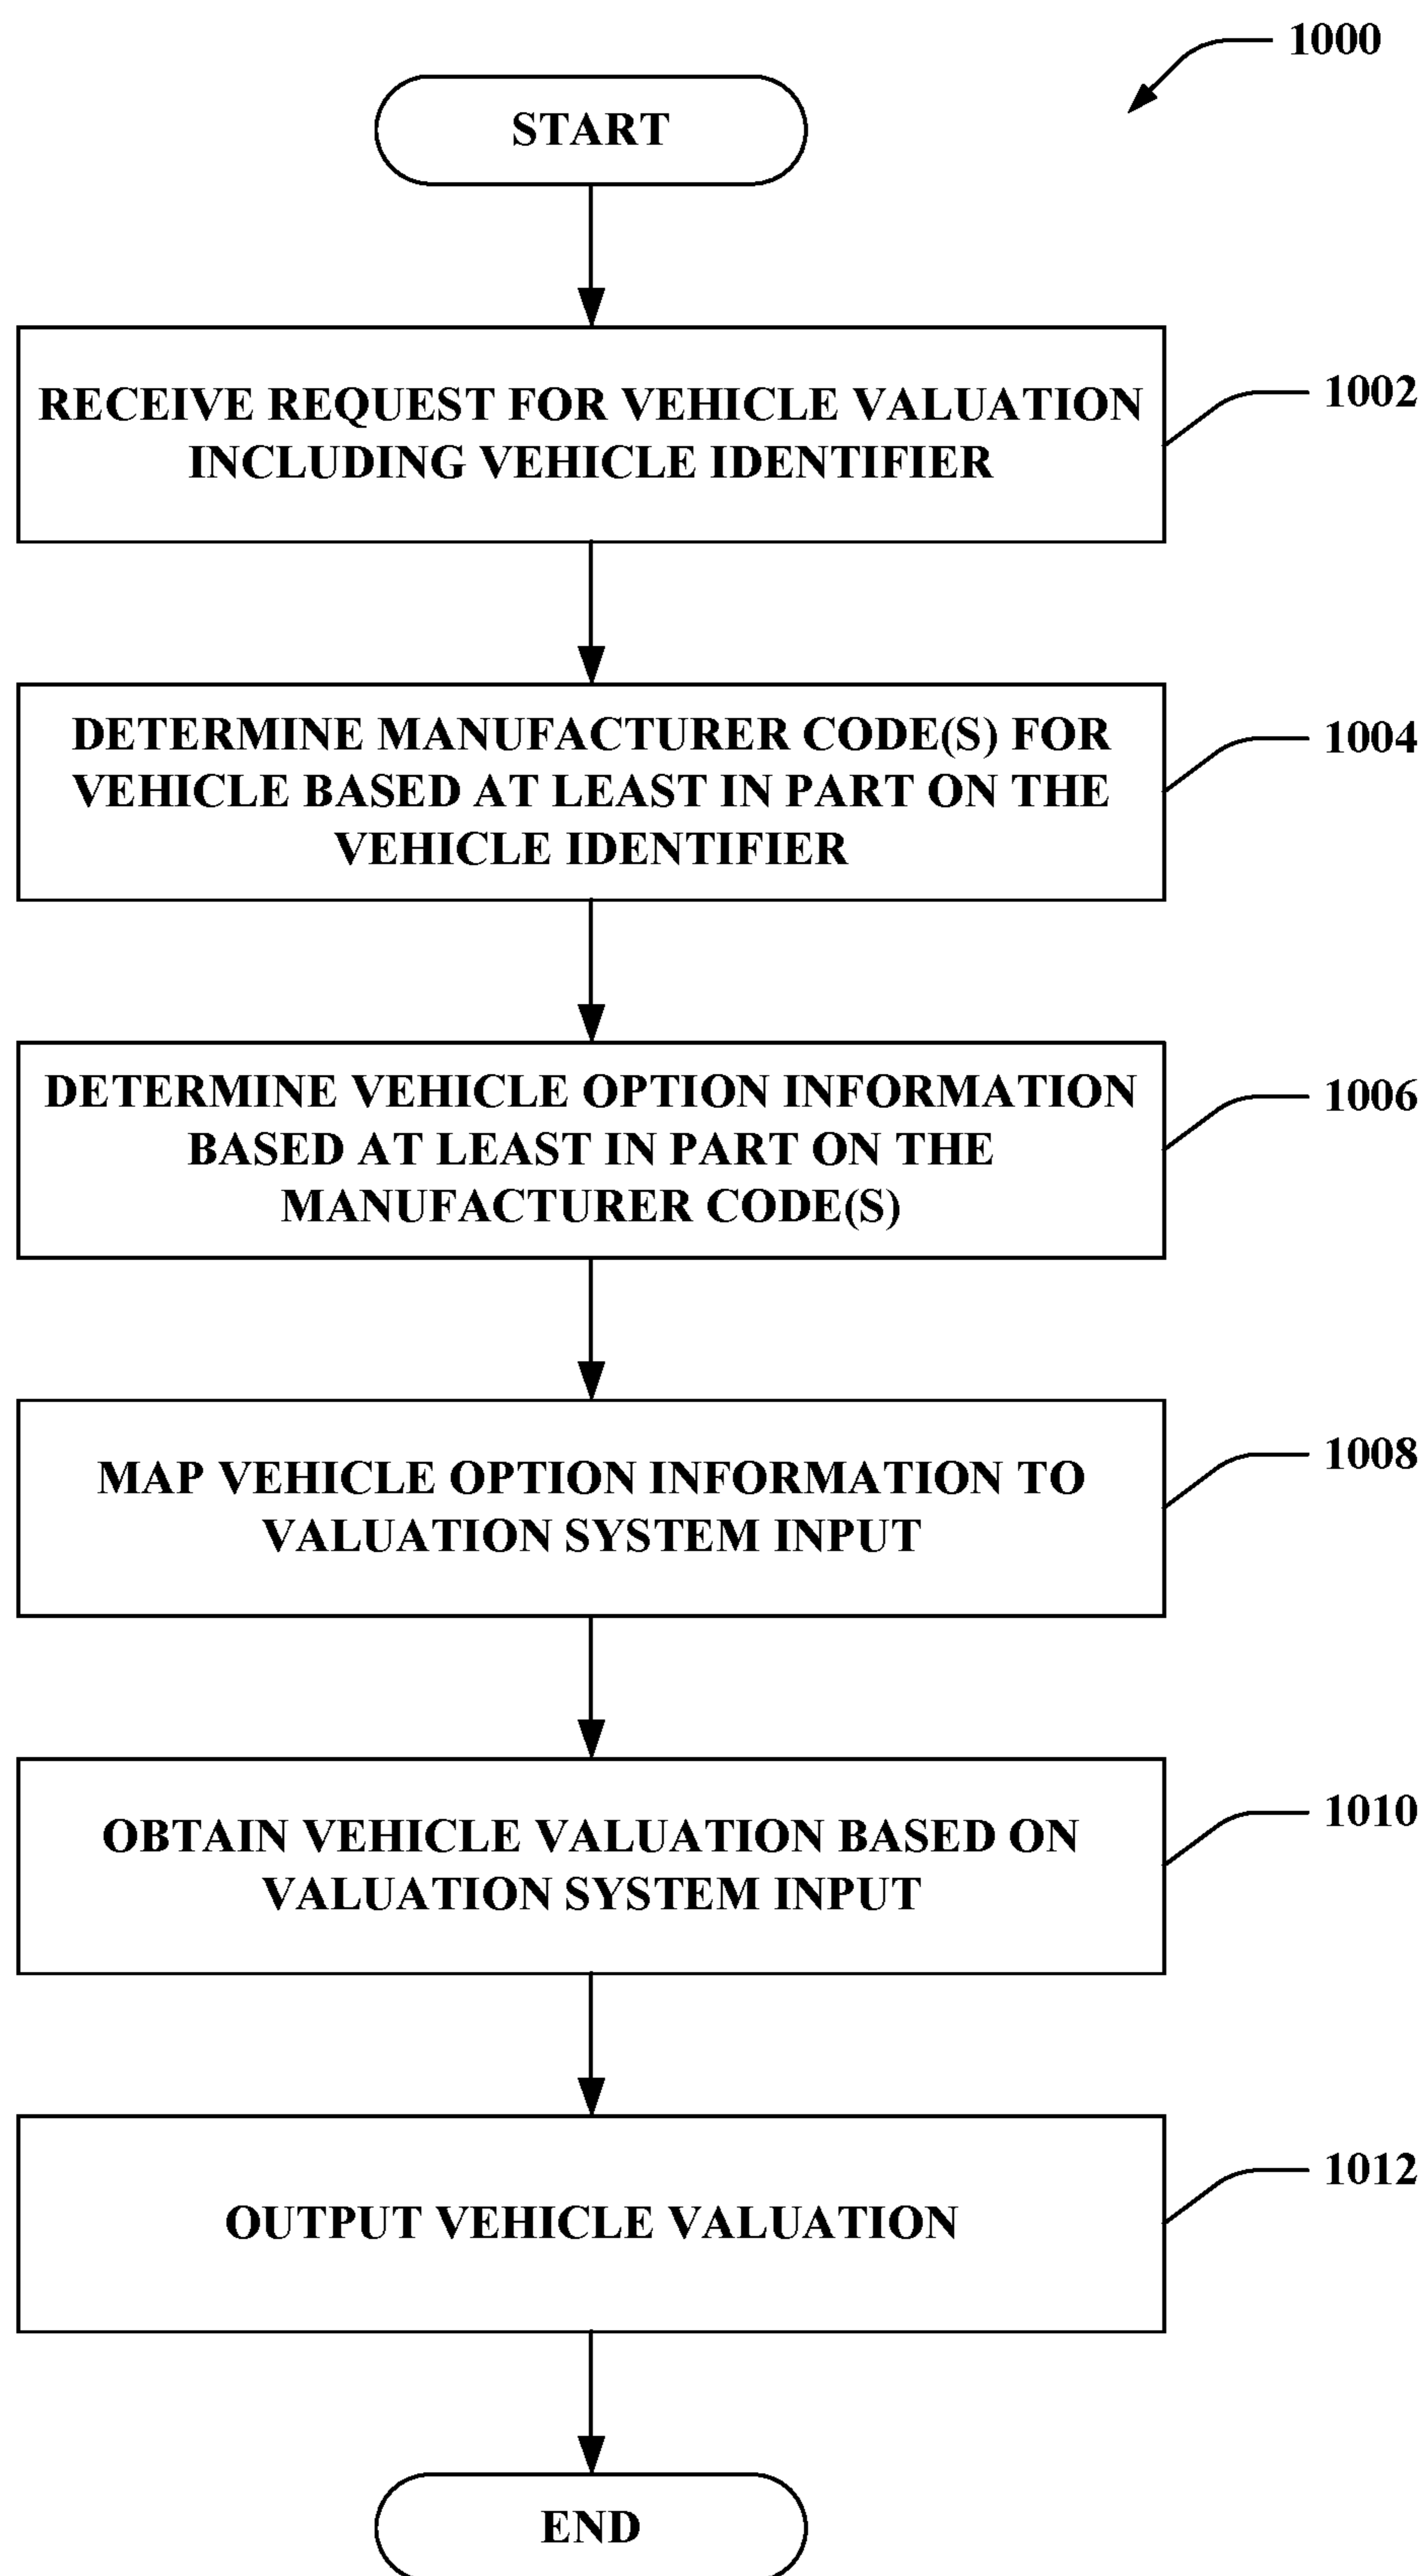 1000
START
RECEIVE REQUEST FOR VEHICLE VALUATION
INCLUDING VEHICLE IDENTIFIER
1002
DETERMINE MANUFACTURER CODE(S) FOR
VEHICLE BASED AT LEAST IN PART ON THE
VEHICLE IDENTIFIER
1004
DETERMINE VEHICLE OPTION INFORMATION
BASED AT LEAST IN PART ON THE
MANUFACTURER CODE(S)
1006
MAP VEHICLE OPTION INFORMATION TO
VALUATION SYSTEM INPUT
1008
OBTAIN VEHICLE VALUATION BASED ON
VALUATION SYSTEM INPUT
1010
OUTPUT VEHICLE VALUATION
1012
END